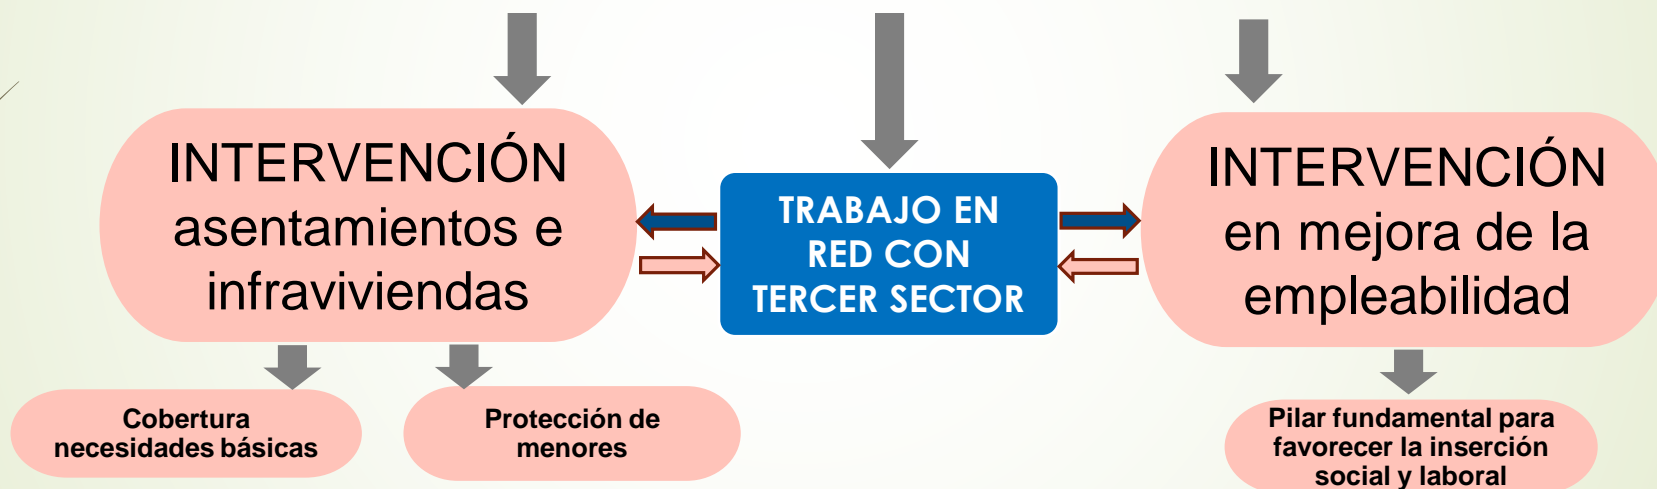 INTERVENCIÓN
asentamientos e
infraviviendas
TRABAJO EN
RED CON
TERCER SECTOR
INTERVENCIÓN
en mejora de la
empleabilidad
Cobertura
necesidades básicas
Protección de
menores
Pilar fundamental para
favorecer la inserción
social y laboral